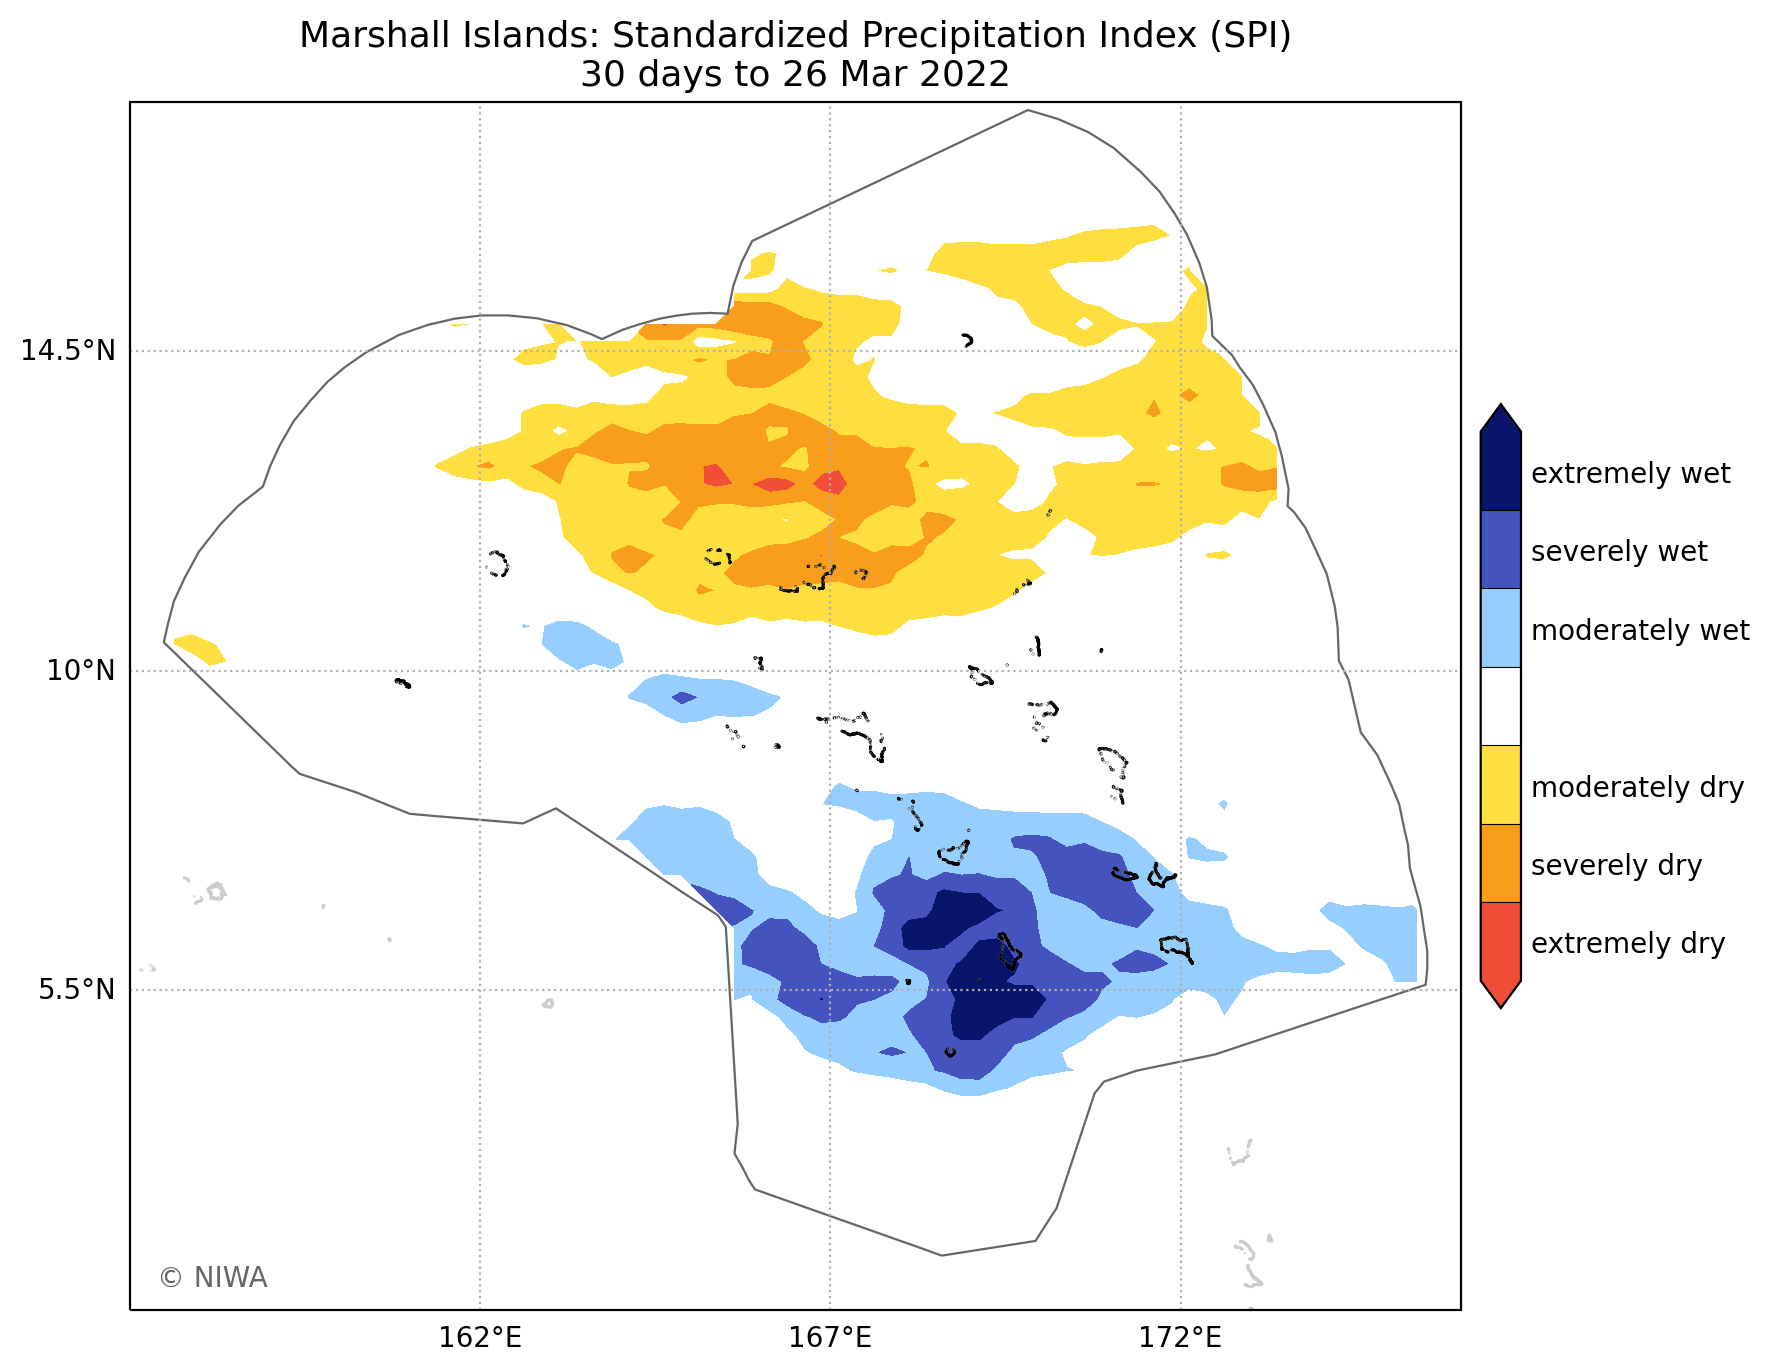 Marshall Islands: Standardized Precipitation Index (SPI)
30 days to 26 Mar 2022
14.5°N
10°N
5.5°N
162°E
167°E
172°E
extremely wet
severely wet
moderately wet
moderately dry
severely dry
extremely dry
© NIWA